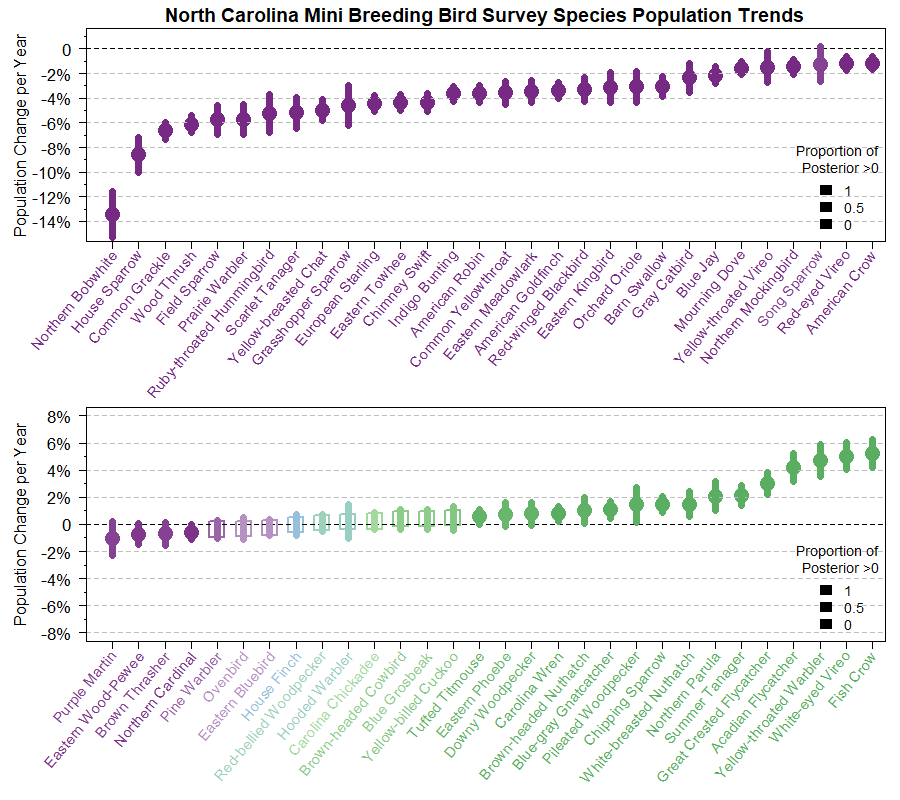 North Carolina Mini Breeding Bird Survey Species Population Trends
Population Change per Year
0
-2%
-4%
-6%
-8%
-10%
-12%
-14%
Proportion of
Posterior >0
1
0.5
0
Northern Bobwhite
House Sparrow
Common Grackle
Wood Thrush
Field Sparrow
Prairie Warbler
Ruby-throated Hummingbird
Scarlet Tanager
Yellow-breasted Chat
Grasshopper Sparrow
European Starling
Eastern Towhee
Chimney Swift
Indigo Bunting
American Robin
Common Yellowthroat
Eastern Meadowlark
American Goldfinch
Red-winged Blackbird
Eastern Kingbird
Orchard Oriole
Barn Swallow
Gray Catbird
Blue Jay
Mourning Dove
Yellow-throated Vireo
Northern Mockingbird
Song Sparrow
Red-eyed Vireo
American Crow
Population Change per Year
8%
6%
4%
2%
0
-2%
-4%
-6%
-8%
Proportion of
Posterior >0
1
0.5
0
Purple Martin
Eastern Wood-Pewee
Brown Thrasher
Northern Cardinal
Pine Warbler
Ovenbird
Eastern Bluebird
House Finch
Red-bellied Woodpecker
Hooded Warbler
Carolina Chickadee
Brown-headed Cowbird
Blue Grosbeak
Yellow-billed Cuckoo
Tufted Titmouse
Eastern Phoebe
Downy Woodpecker
Carolina Wren
Brown-headed Nuthatch
Blue-gray Gnatcatcher
Pileated Woodpecker
Chipping Sparrow
White-breasted Nuthatch
Northern Parula
Summer Tanager
Great Crested Flycatcher
Acadian Flycatcher
Yellow-throated Warbler
White-eyed Vireo
Fish Crow